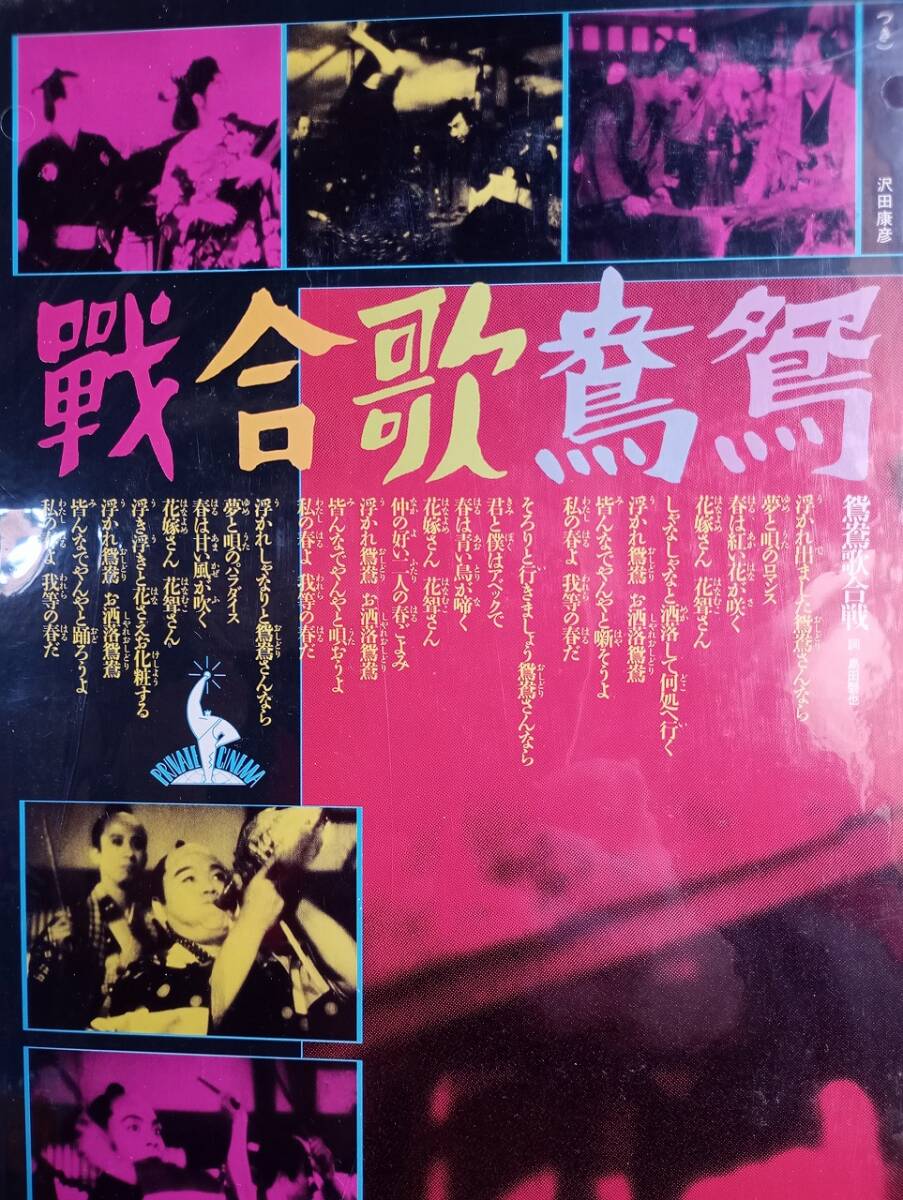 つき)
沢田康彦
鴛鴦歌合戰
鴛鴦歌合戦
詞 島田磬也
浮かれ出ました鴛鴦さんなら
夢と唄のロマンス
春は紅い花が咲く
花嫁さん 花聟さん
しゃなしゃなと洒落して何処へ行く
浮かれ鴛鴦 お洒落鴛鴦
皆んなでやんやと囃そうよ
私の春よ 我等の春だ
そろりと行きましょう鴛鴦さんなら
君と僕はアベックで
春は青い鳥が啼く
花嫁さん 花聟さん
仲の好い二人の春ごよみ
浮かれ鴛鴦 お洒落鴛鴦
皆んなでやんやと唄おうよ
私の春よ 我等の春だ
浮かれしゃなりと鴛鴦さんなら
夢と唄のパラダイス
春は甘い風が吹く
花嫁さん 花聟さん
浮き浮きと花さえお化粧する
浮かれ鴛鴦 お洒落鴛鴦
皆んなでやんやと踊ろうよ
私の春よ 我等の春だ
PRIVATE CINEMA